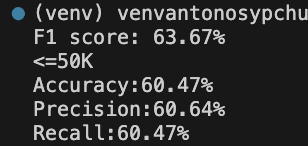 (venv) venvantonosypchu
F1 score: 63.67%
<=50K
Accuracy:60.47%
Precision:60.64%
Recall:60.47%